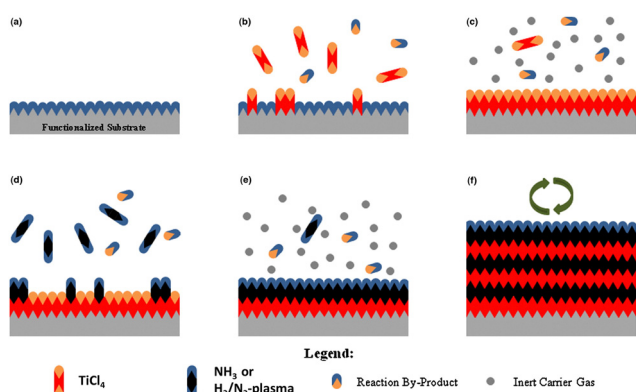 (a)
(b)
(c)
Functionalized Substrate
(d)
(e)
(f)
Legend:
TiCl₄
NH₃ or
H₂/N₂-plasma
Reaction By-Product
Inert Carrier Gas